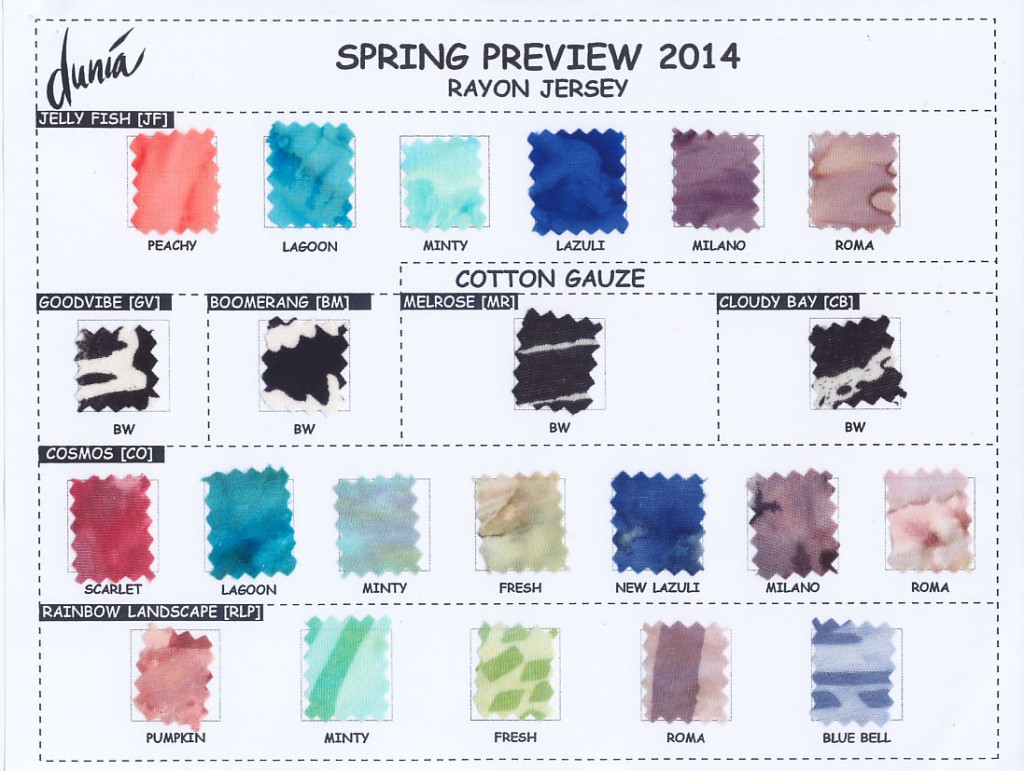 dunia
SPRING PREVIEW 2014
RAYON JERSEY
JELLY FISH [JF]
PEACHY LAGOON MINTY LAZULI MILANO ROMA
COTTON GAUZE
GOODVIBE [GV] BOOMERANG [BM] MELROSE [MR] CLOUDY BAY [CB]
BW BW BW BW
COSMOS [CO]
SCARLET LAGOON MINTY FRESH NEW LAZULI MILANO ROMA
RAINBOW LANDSCAPE [RLP]
PUMPKIN MINTY FRESH ROMA BLUE BELL